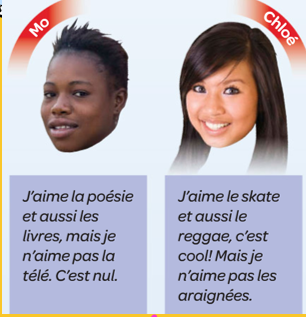 Mo
J'aime la poésie
et aussi les
livres, mais je
n'aime pas la
télé. C'est nul.
Chloé
J'aime le skate
et aussi le
reggae, c'est
cool! Mais je
n'aime pas les
araignées.